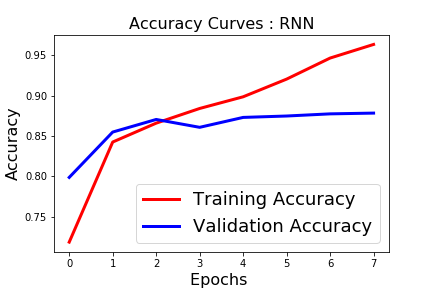 Accuracy Curves : RNN
Accuracy
0.95
0.90
0.85
0.80
0.75
Training Accuracy
Validation Accuracy
0 1 2 3 4 5 6 7
Epochs